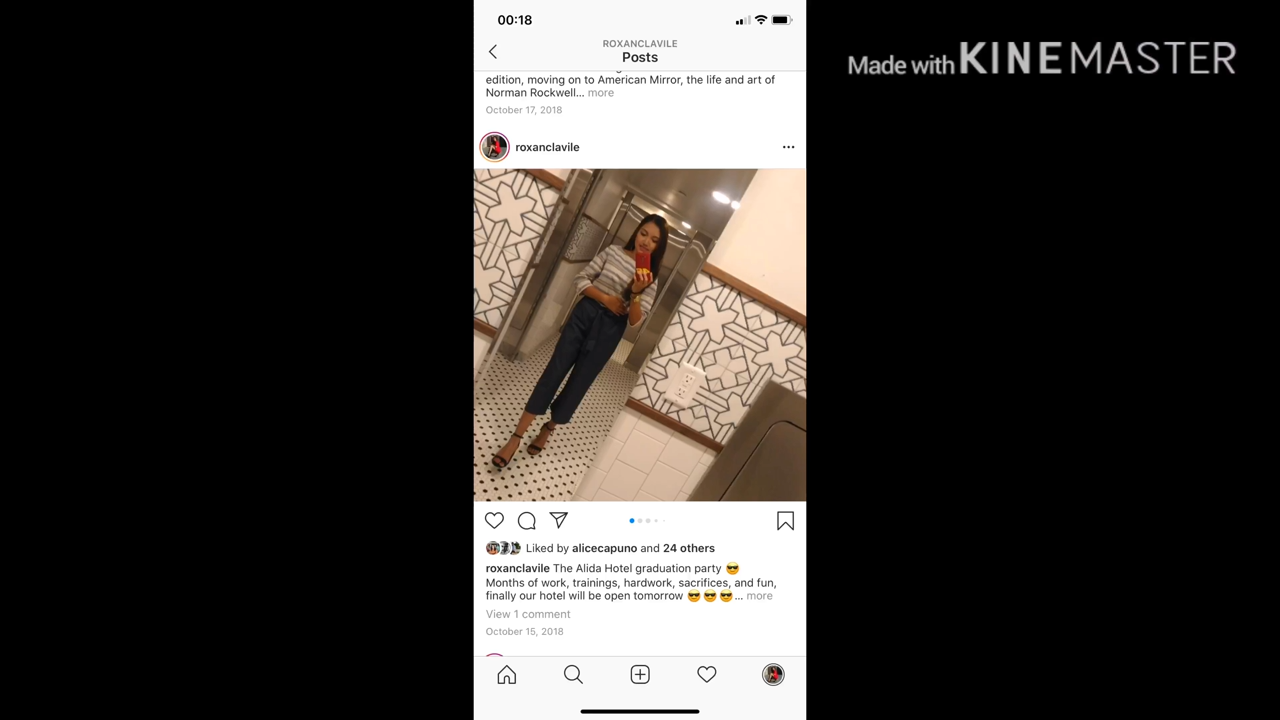 00:18
Made with KINEMASTER
ROXANCLAVILE
Posts
edition, moving on to American Mirror, the life and art of
Norman Rockwell... more
October 17, 2018
roxanclavile
Liked by alicecapuno and 24 others
roxanclavile The Alida Hotel graduation party 😎
Months of work, trainings, hardwork, sacrifices, and fun,
finally our hotel will be open tomorrow 😎 😎 😎 ... more
View 1 comment
October 15, 2018